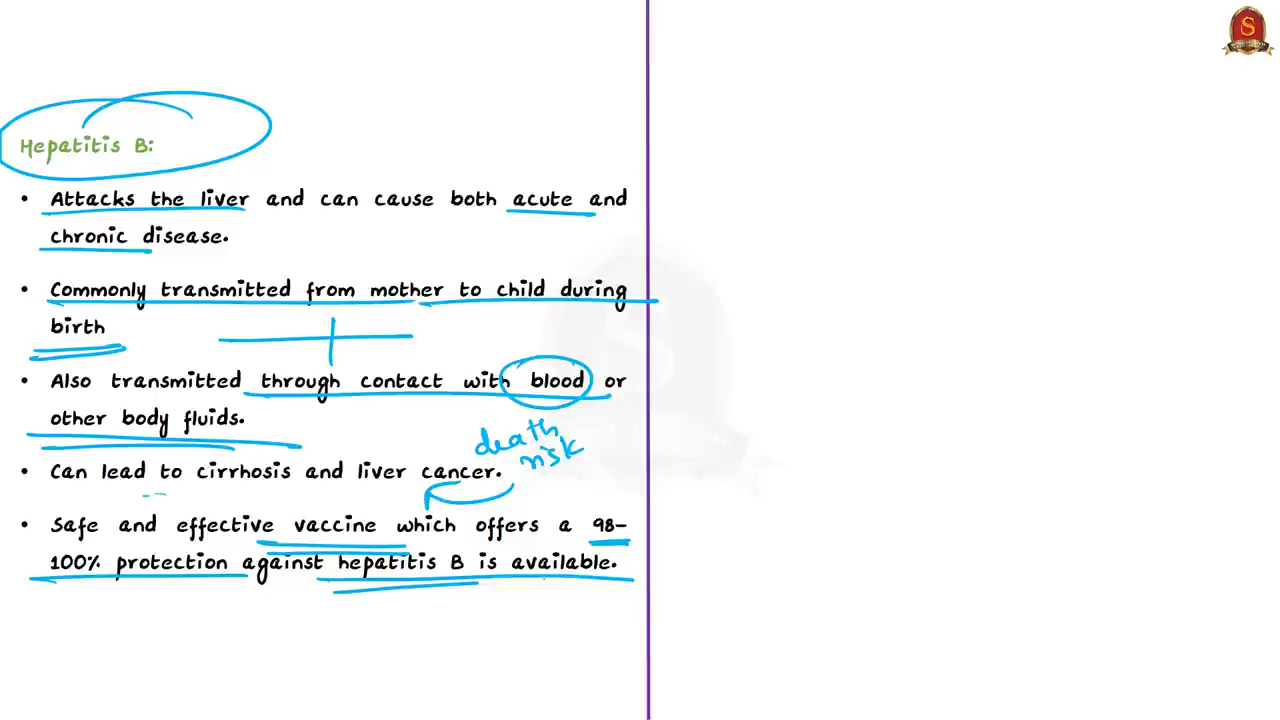 Hepatitis B:
• Attacks the liver and can cause both acute and
chronic disease.
• Commonly transmitted from mother to child during
birth
• Also transmitted through contact with blood or
other body fluids.
death
risk
• Can lead to cirrhosis and liver cancer.
• Safe and effective vaccine which offers a 98-
100% protection against hepatitis B is available.
S